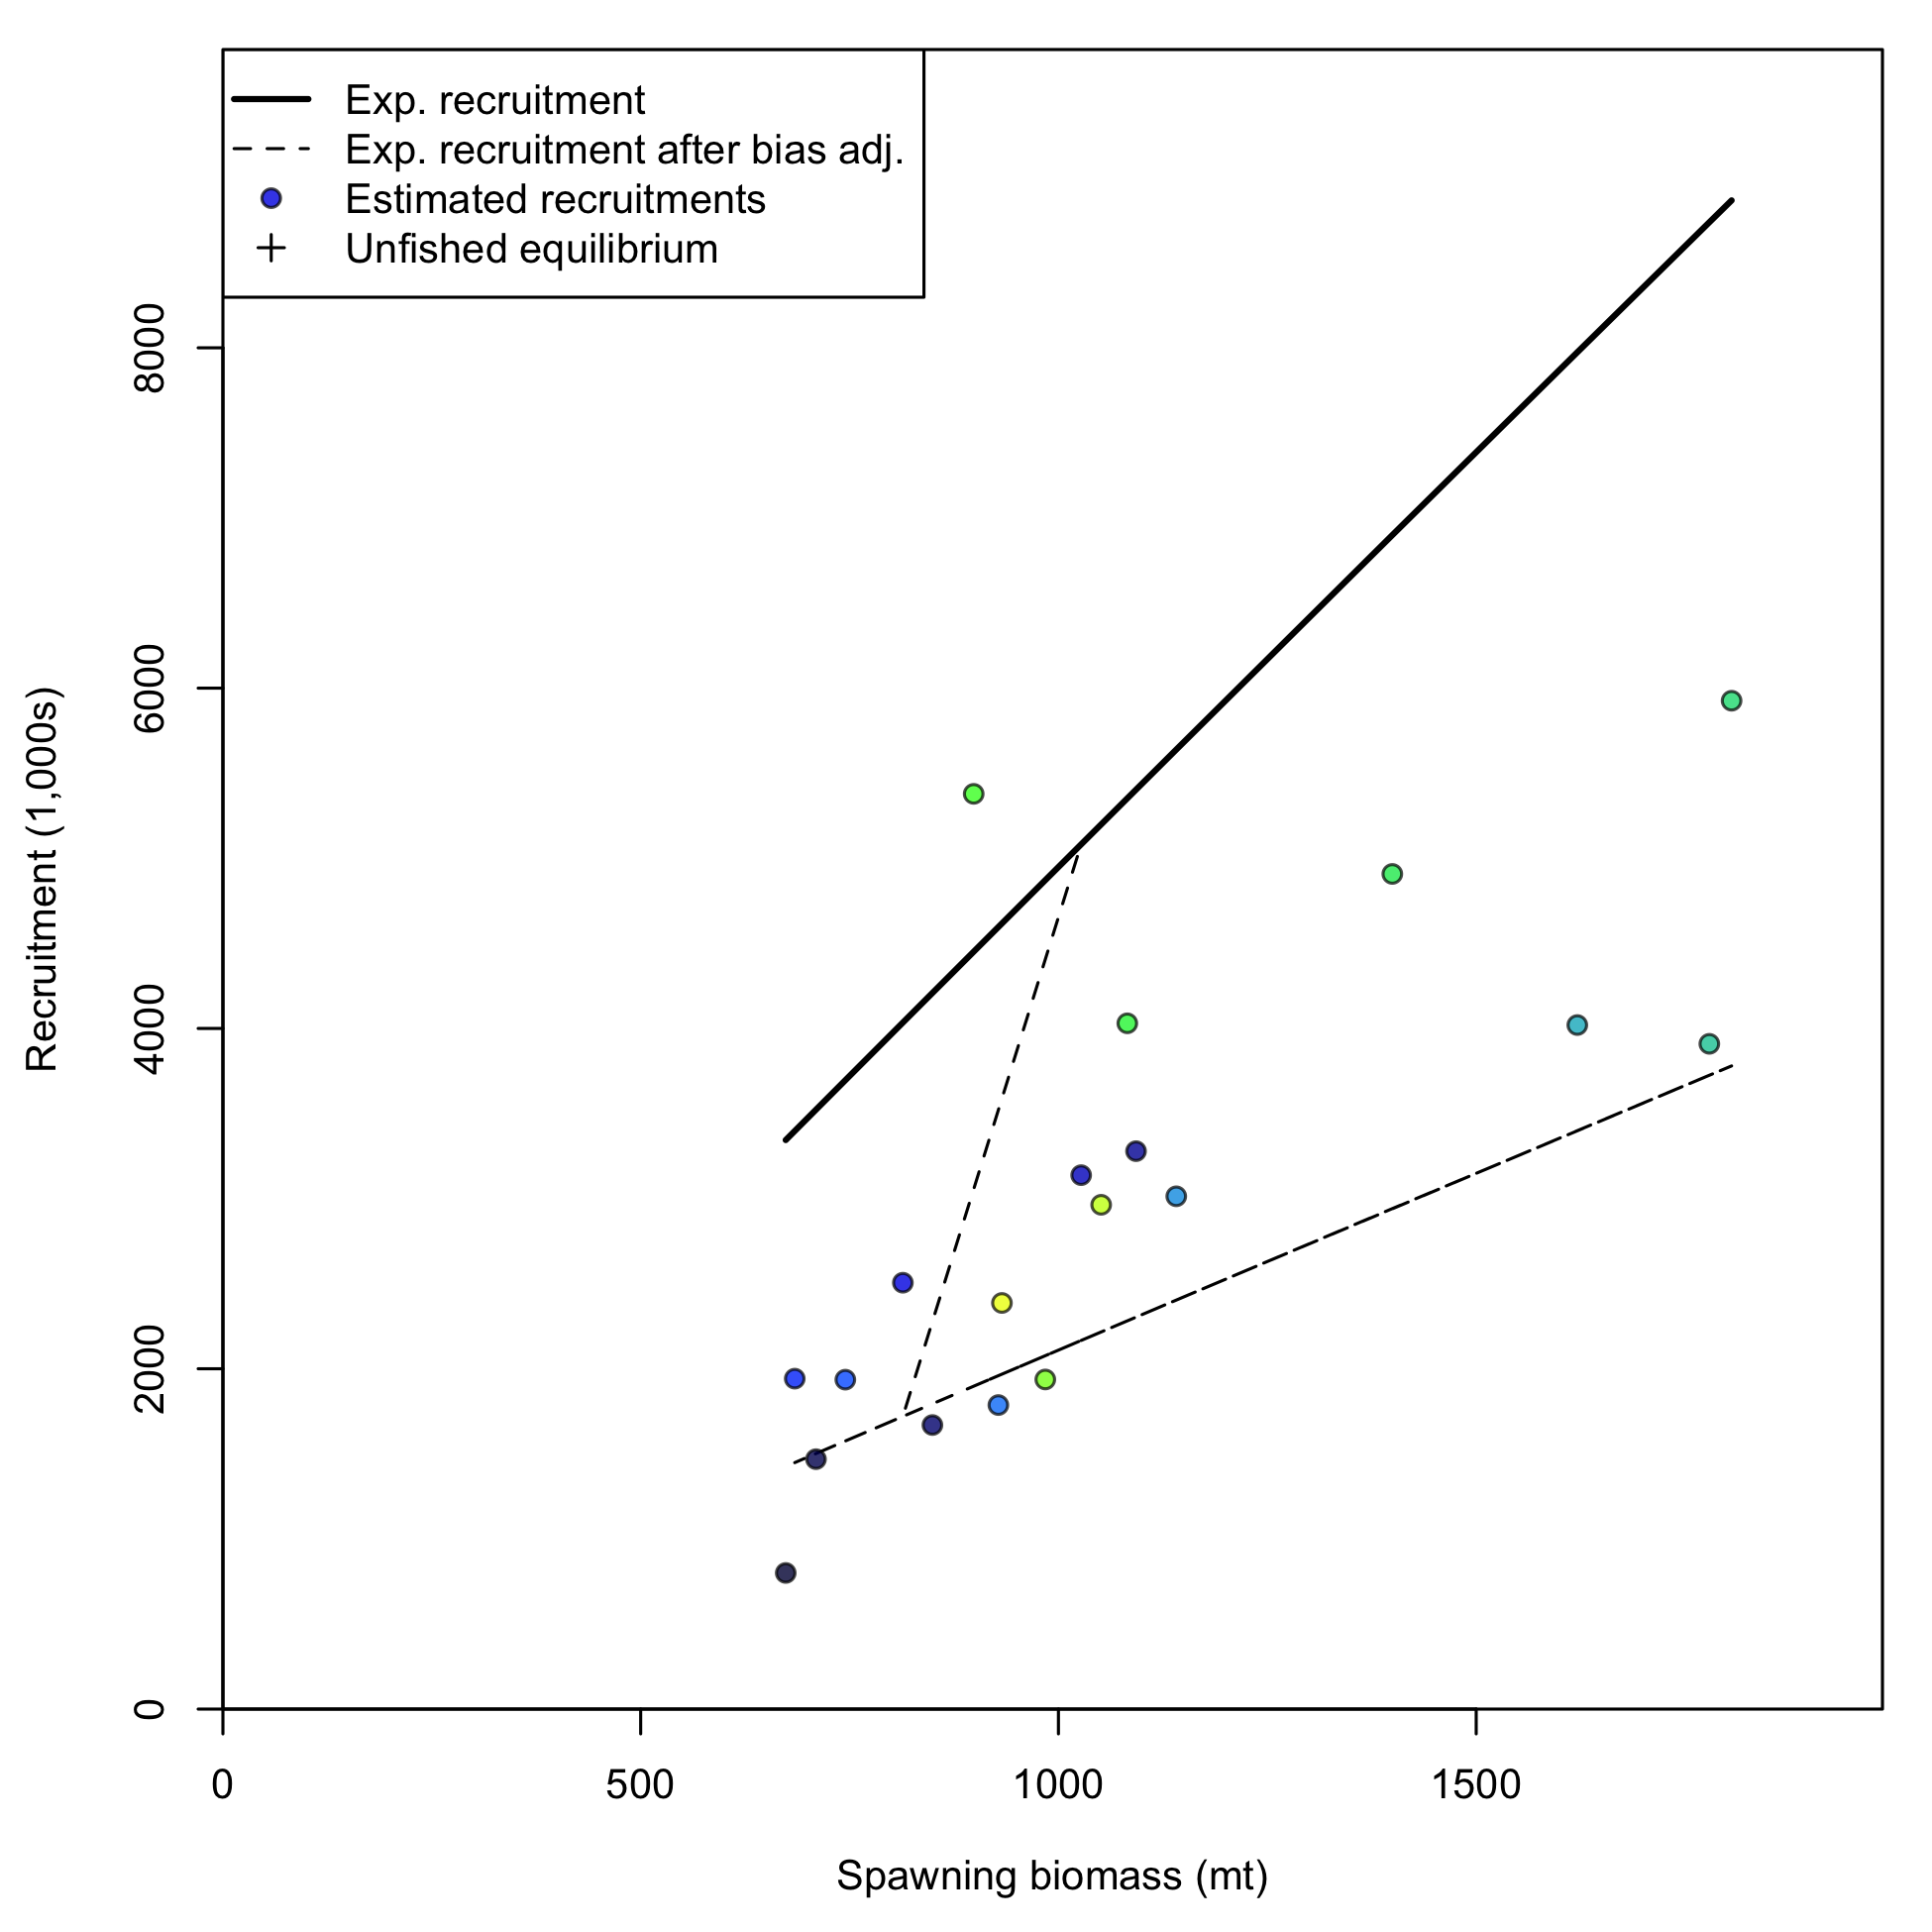 Exp. recruitment
Exp. recruitment after bias adj.
Estimated recruitments
Unfished equilibrium
8000
6000
4000
2000
0
Recruitment (1,000s)
0
500
1000
1500
Spawning biomass (mt)